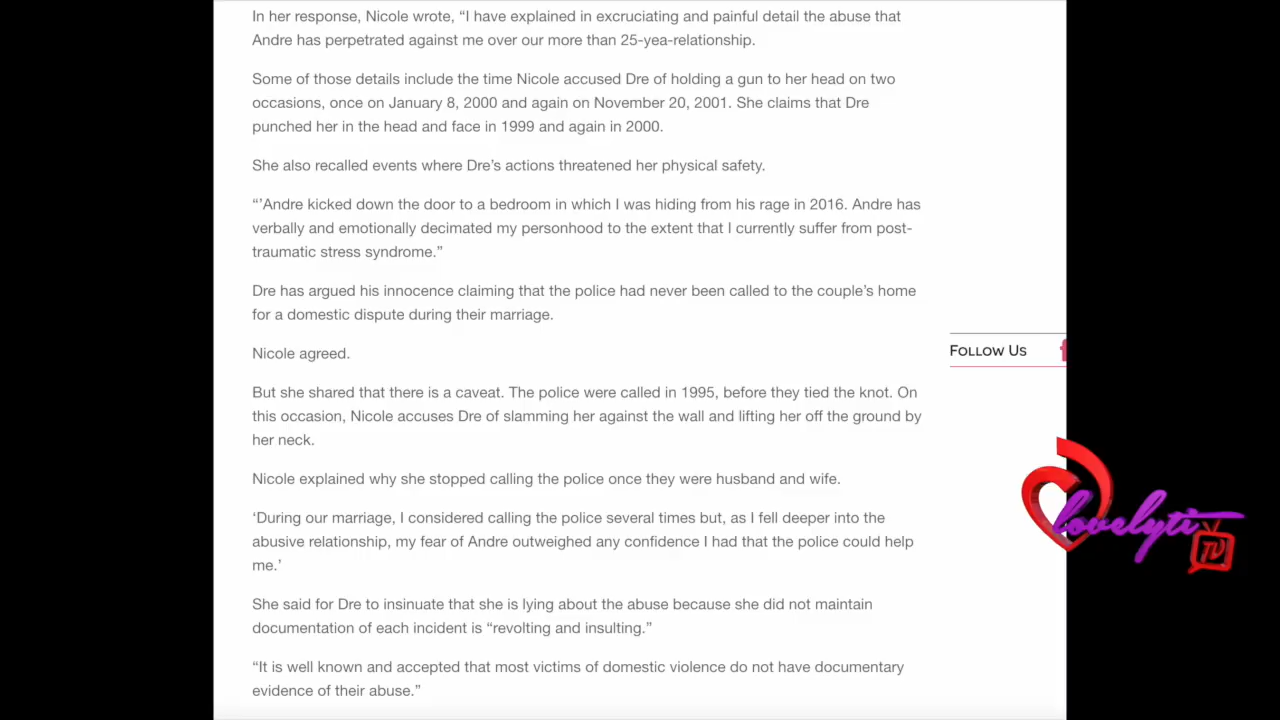 In her response, Nicole wrote, “I have explained in excruciating and painful detail the abuse that
Andre has perpetrated against me over our more than 25-yea-relationship.
Some of those details include the time Nicole accused Dre of holding a gun to her head on two
occasions, once on January 8, 2000 and again on November 20, 2001. She claims that Dre
punched her in the head and face in 1999 and again in 2000.
She also recalled events where Dre’s actions threatened her physical safety.
“’Andre kicked down the door to a bedroom in which I was hiding from his rage in 2016. Andre has
verbally and emotionally decimated my personhood to the extent that I currently suffer from post-
traumatic stress syndrome.”
Dre has argued his innocence claiming that the police had never been called to the couple’s home
for a domestic dispute during their marriage.
Nicole agreed.
But she shared that there is a caveat. The police were called in 1995, before they tied the knot. On
this occasion, Nicole accuses Dre of slamming her against the wall and lifting her off the ground by
her neck.
Nicole explained why she stopped calling the police once they were husband and wife.
‘During our marriage, I considered calling the police several times but, as I fell deeper into the
abusive relationship, my fear of Andre outweighed any confidence I had that the police could help
me.’
She said for Dre to insinuate that she is lying about the abuse because she did not maintain
documentation of each incident is “revolting and insulting.”
“It is well known and accepted that most victims of domestic violence do not have documentary
evidence of their abuse.”
Follow Us
lovelyti
TV